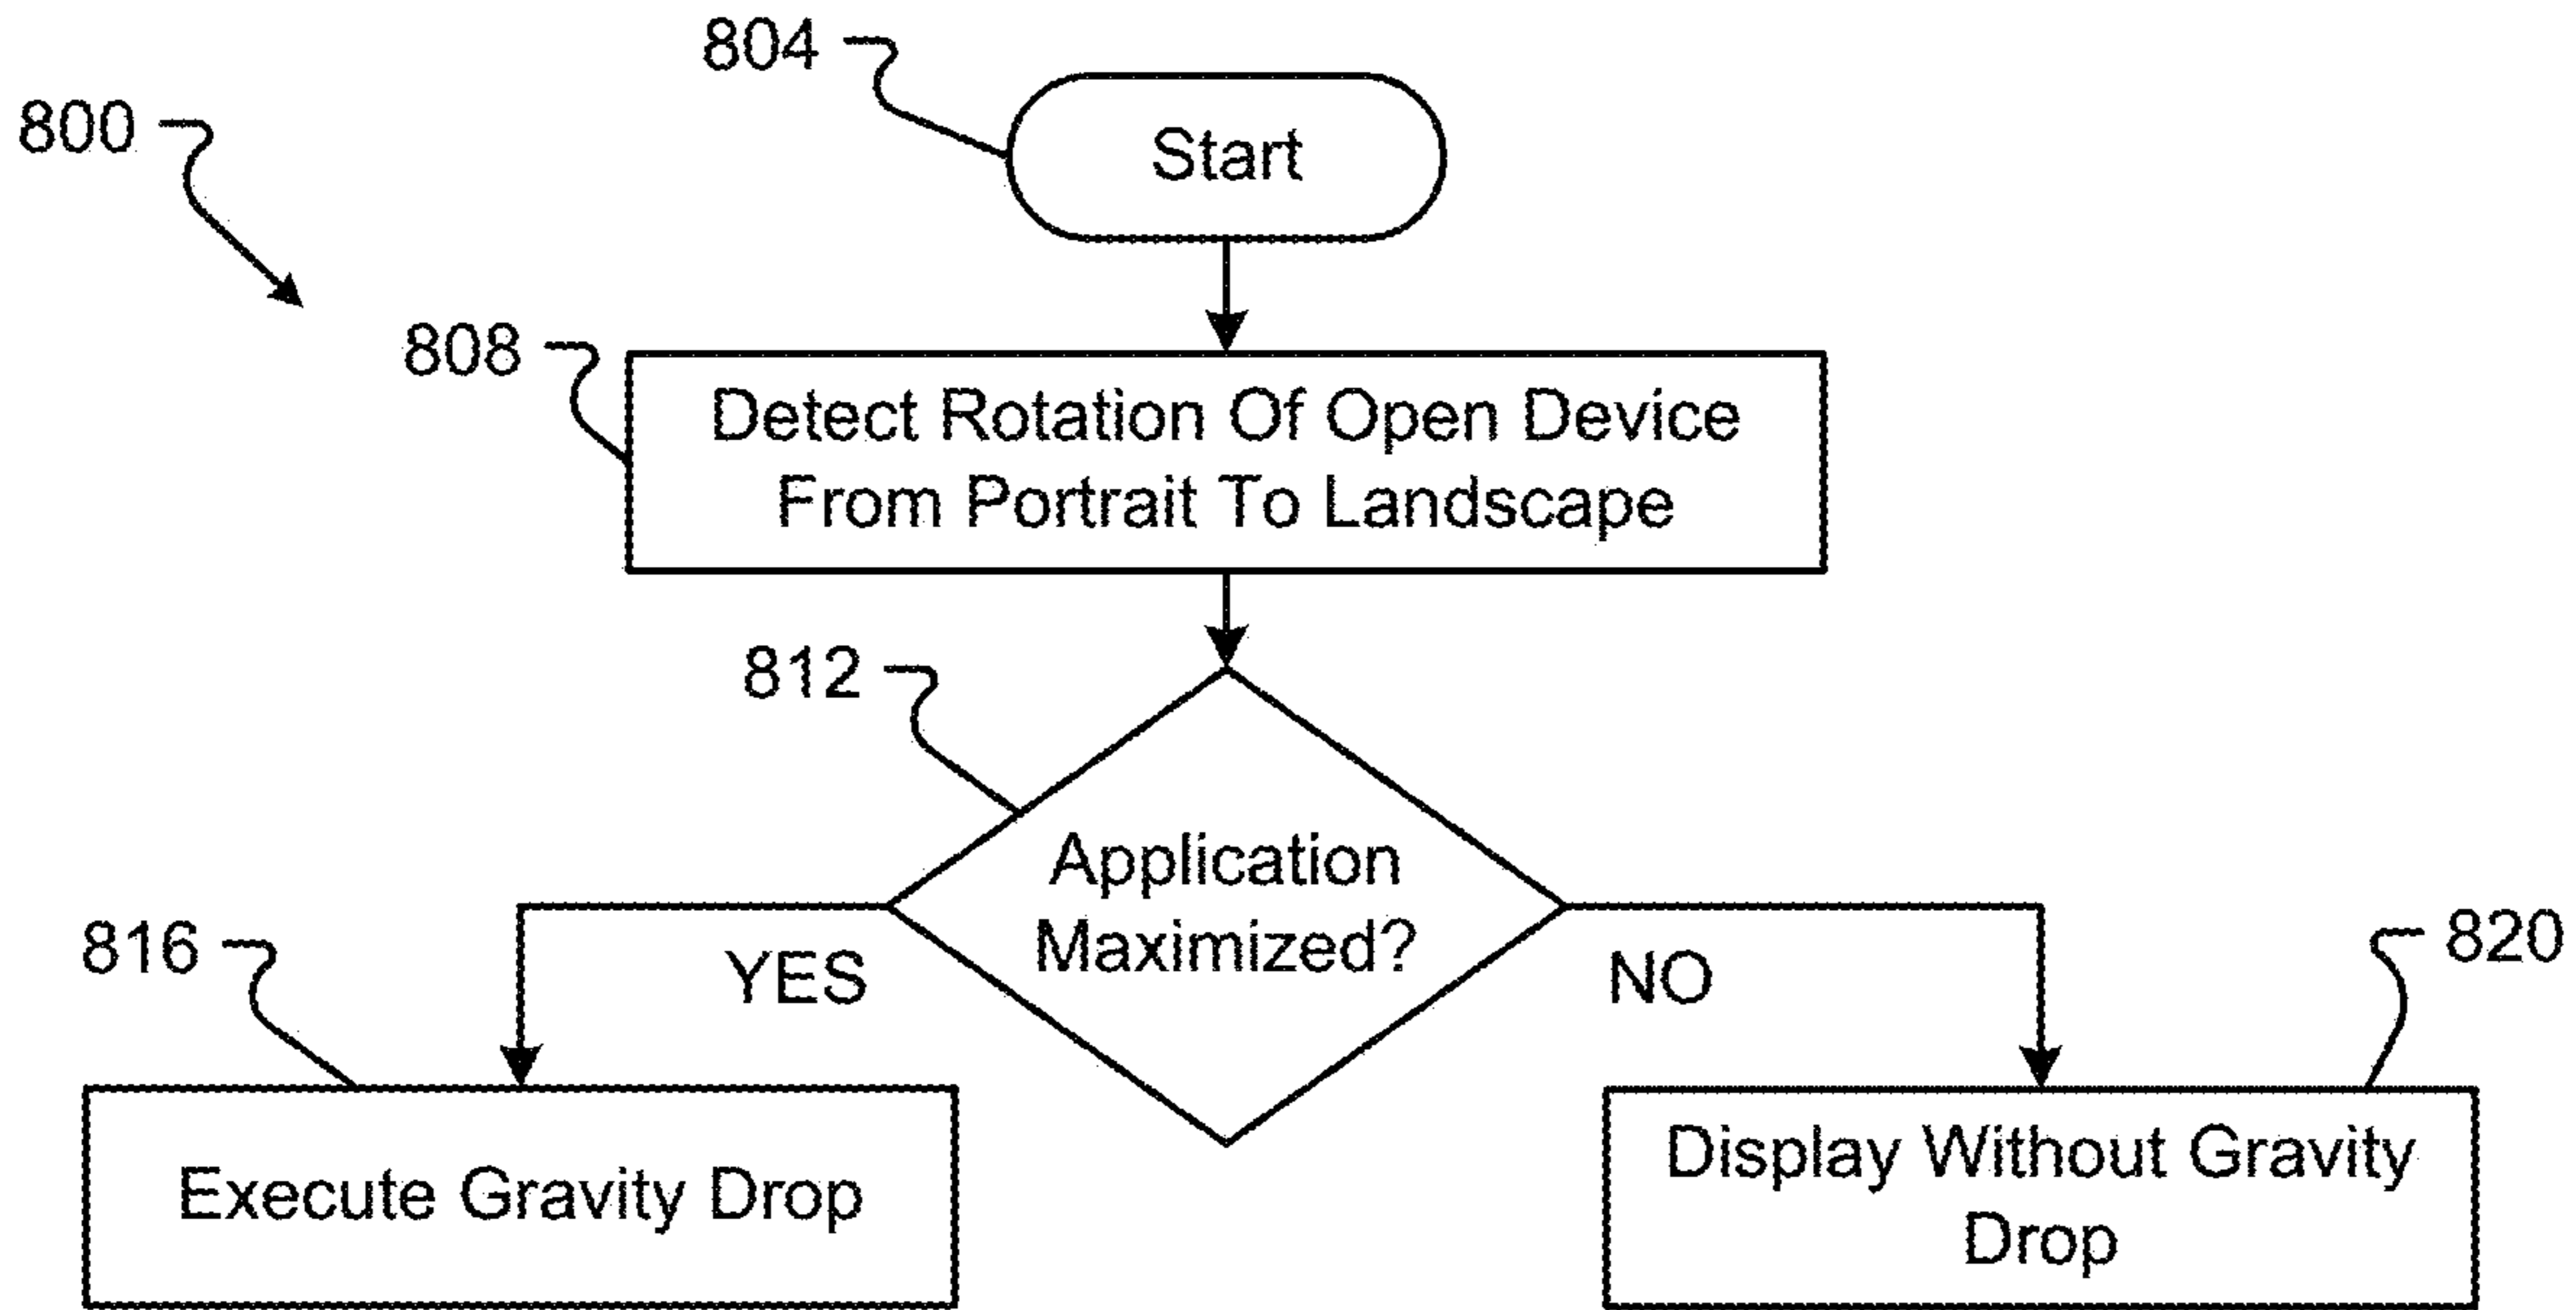 804
Start
800
808
Detect Rotation Of Open Device
From Portrait To Landscape
812
Application
Maximized?
YES
NO
816
820
Execute Gravity Drop
Display Without Gravity
Drop